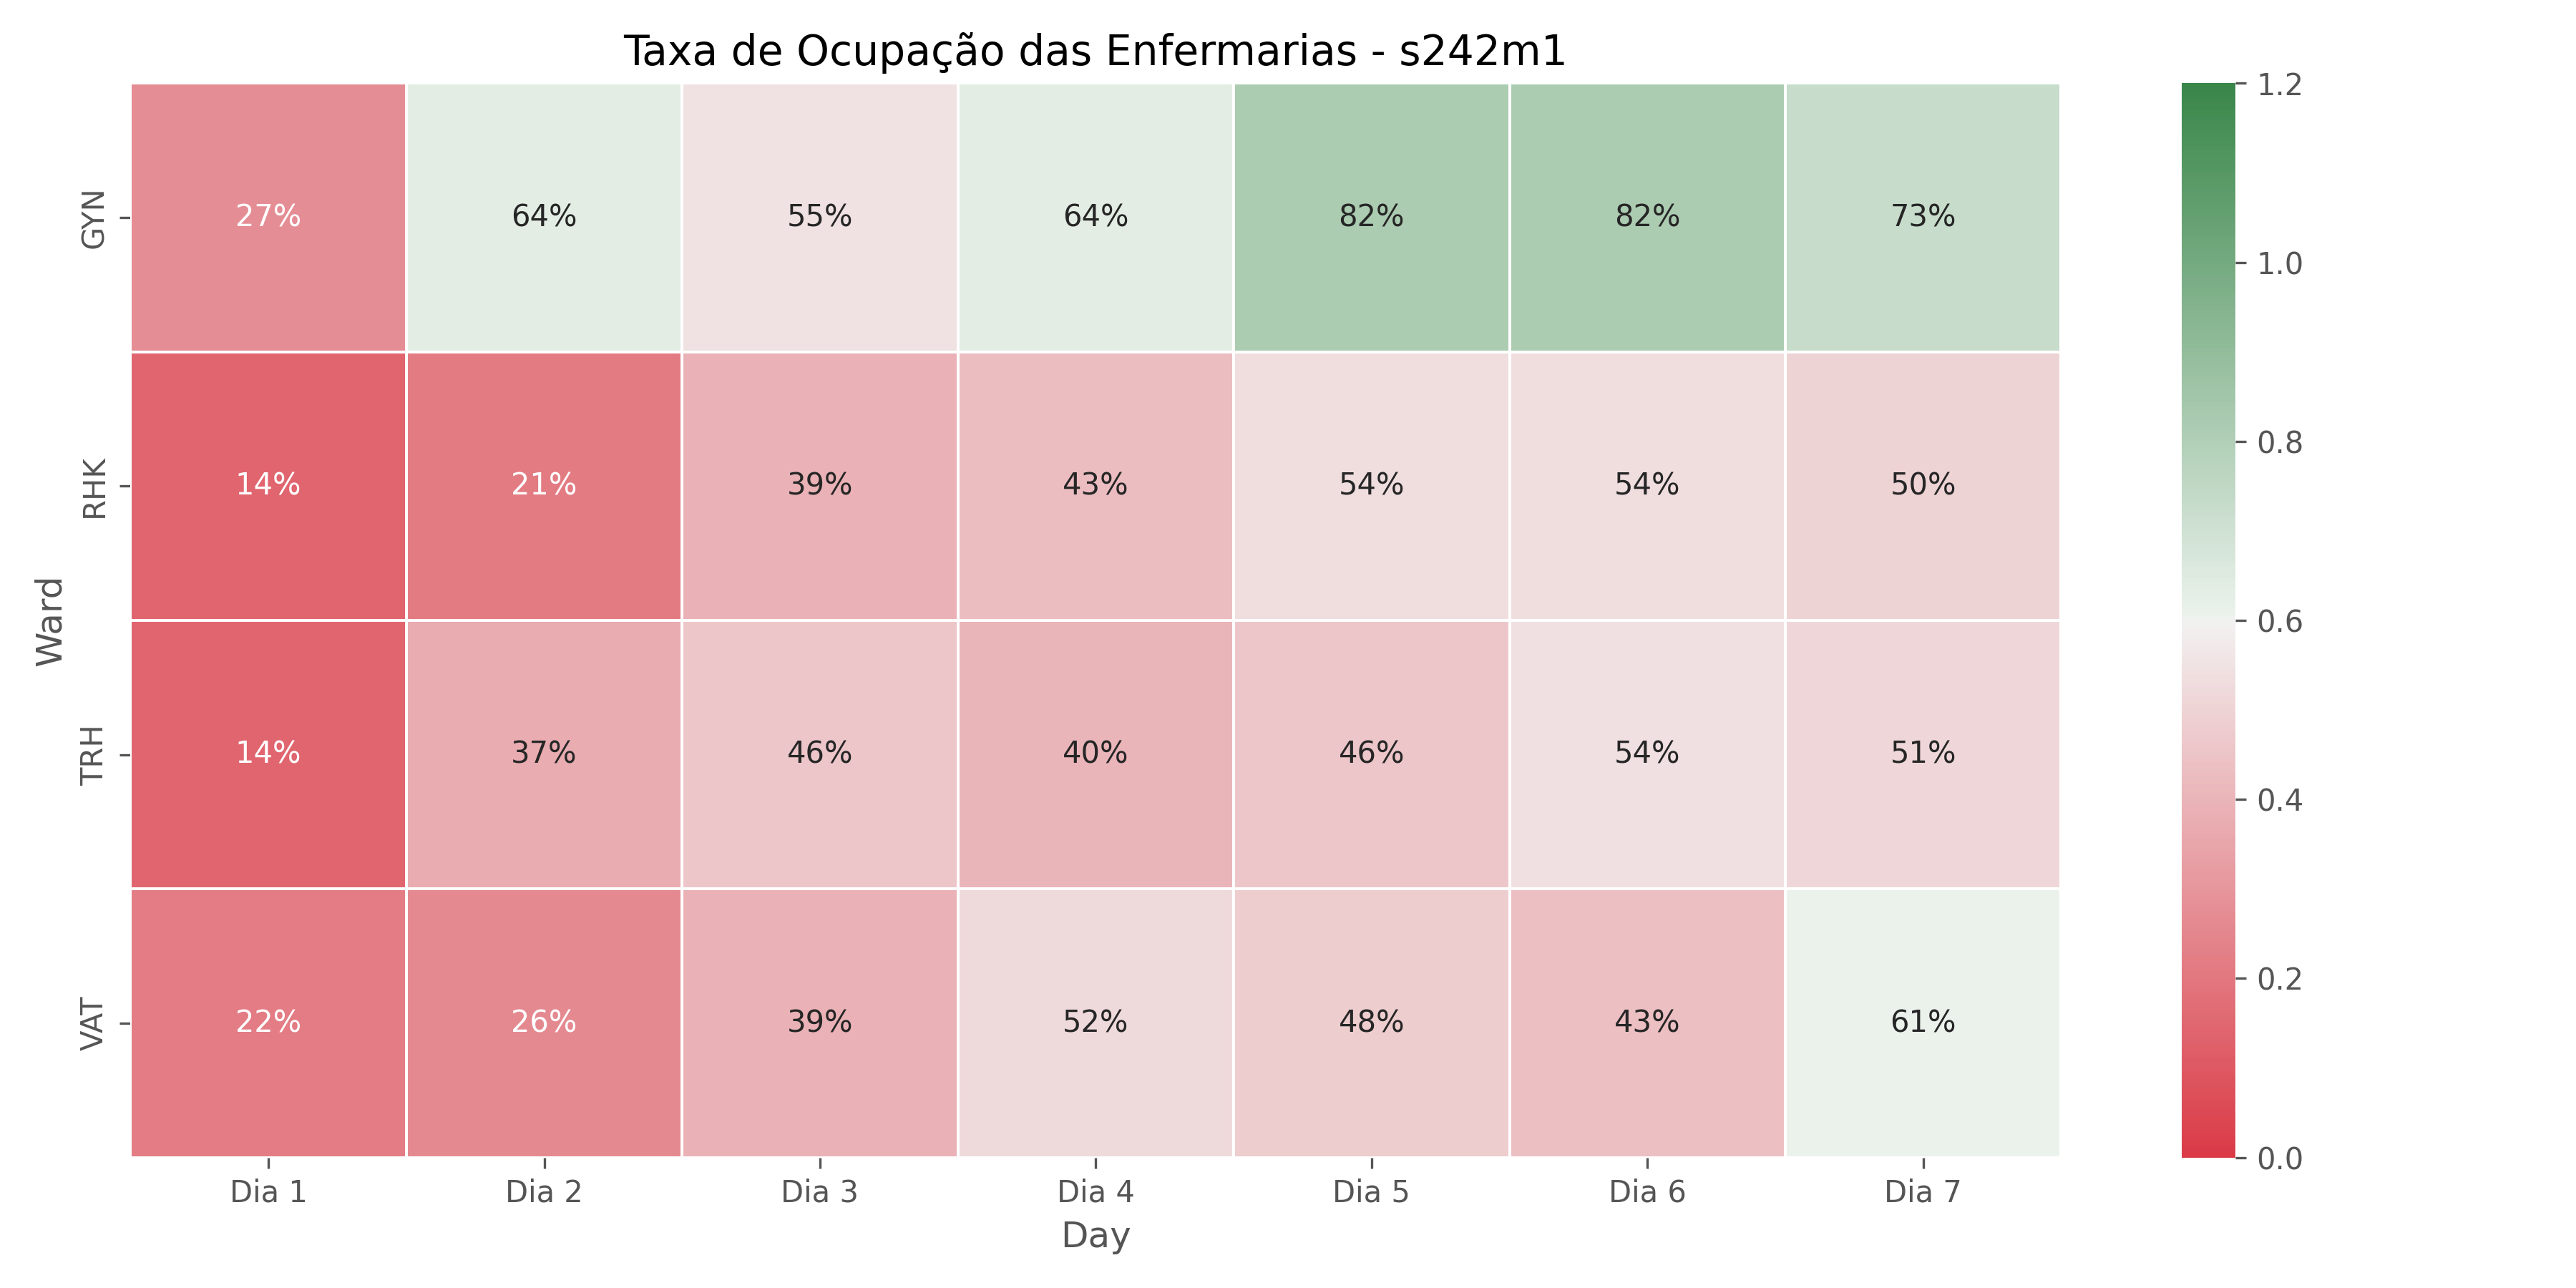 Taxa de Ocupação das Enfermarias - s242m1
Ward
GYN 27% 64% 55% 64% 82% 82% 73%
RHK 14% 21% 39% 43% 54% 54% 50%
TRH 14% 37% 46% 40% 46% 54% 51%
VAT 22% 26% 39% 52% 48% 43% 61%
Dia 1 Dia 2 Dia 3 Dia 4 Dia 5 Dia 6 Dia 7
Day
1.2
1.0
0.8
0.6
0.4
0.2
0.0